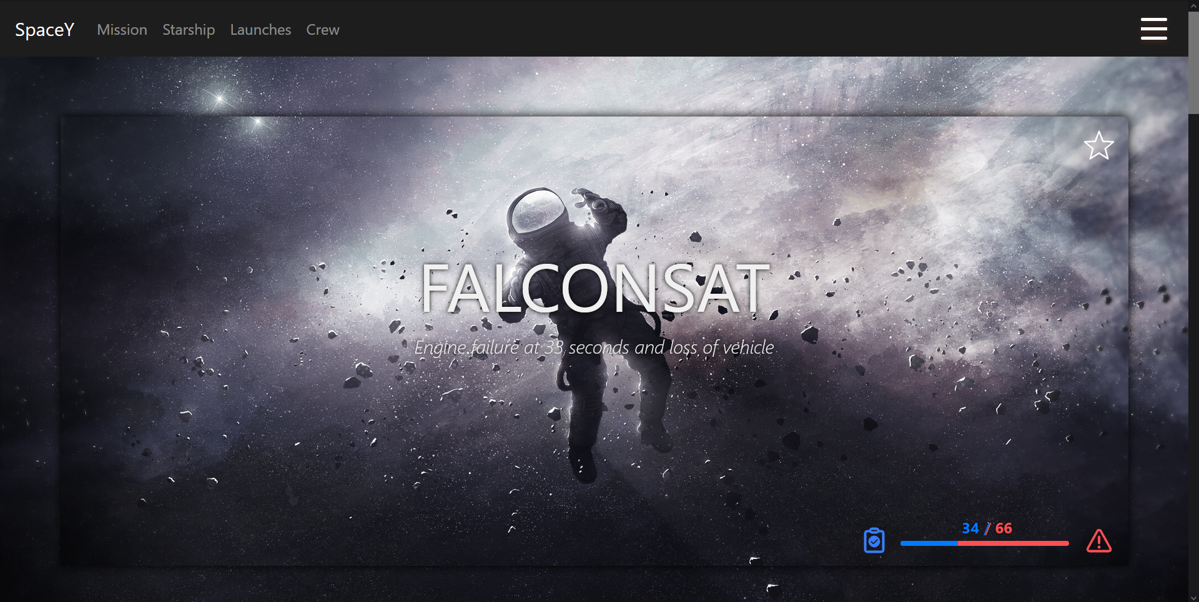 SpaceY Mission Starship Launches Crew
FALCONSAT
Engine failure at 33 seconds and loss of vehicle
34 / 66